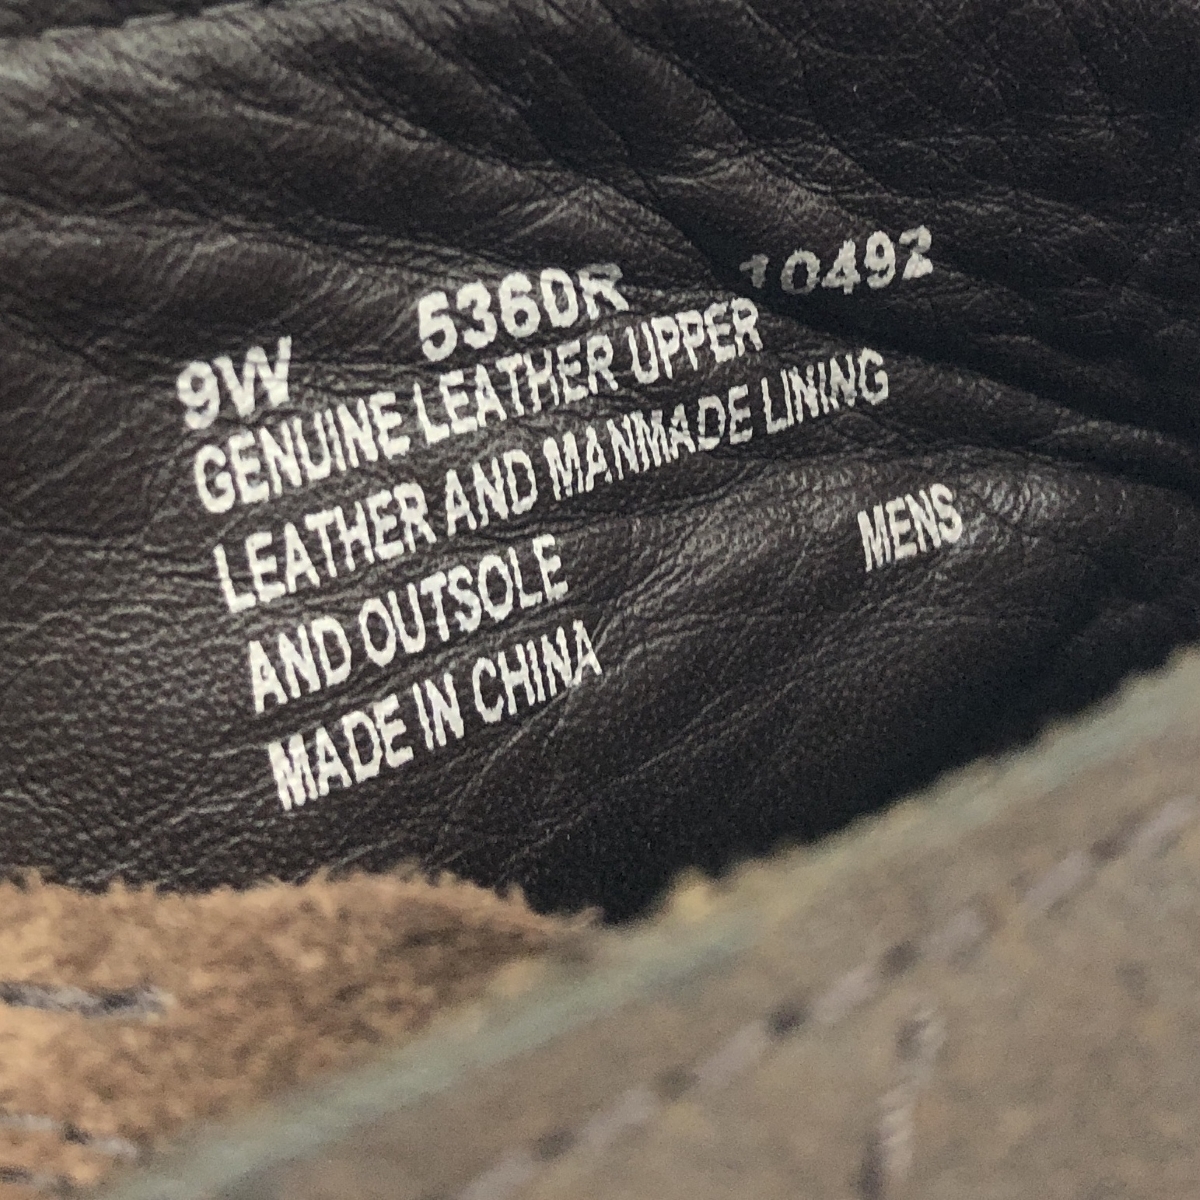 9W 5360R 10492
GENUINE LEATHER UPPER
LEATHER AND MANMADE LINING
AND OUTSOLE
MENS
MADE IN CHINA